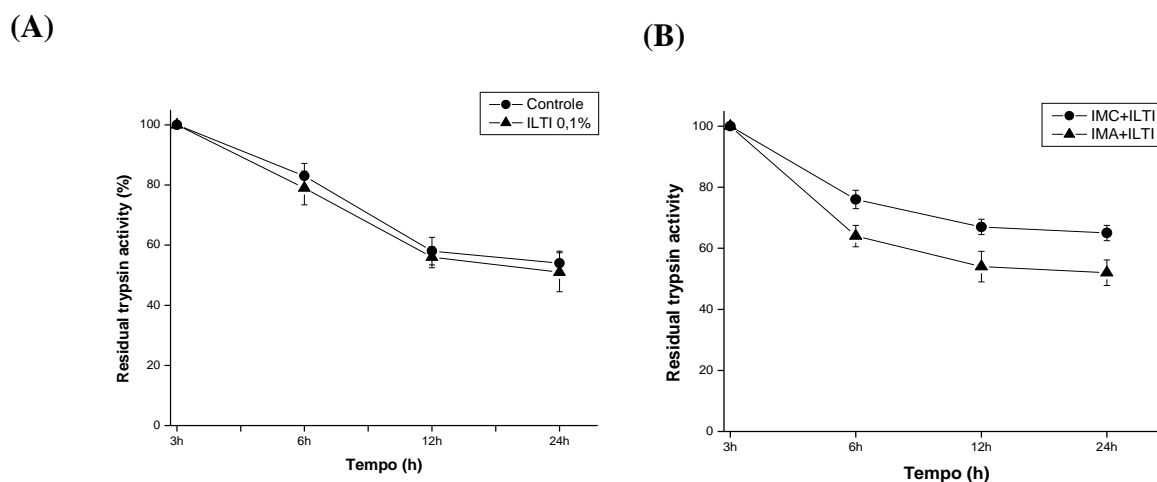 (A)
Controle
ILTI 0,1%
Residual trypsin activity (%)
100
80
60
40
20
0
3h 6h 12h 24h
Tempo (h)
(B)
IMC+ILTI
IMA+ILTI
Residual trypsin activity
100
80
60
40
20
0
3h 6h 12h 24h
Tempo (h)